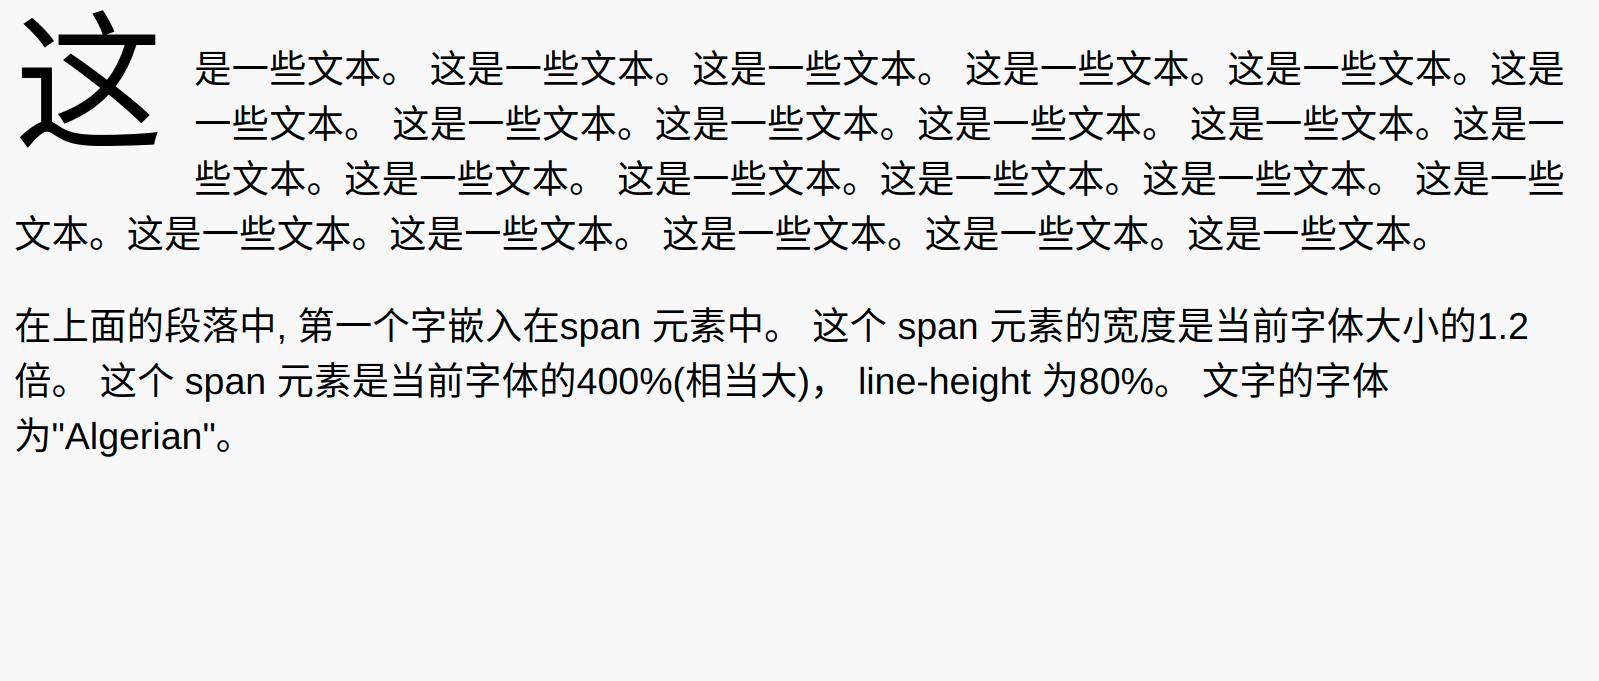 这
是一些文本。 这是一些文本。这是一些文本。 这是一些文本。这是一些文本。这是
一些文本。 这是一些文本。这是一些文本。这是一些文本。 这是一些文本。这是一
些文本。这是一些文本。 这是一些文本。这是一些文本。这是一些文本。 这是一些
文本。这是一些文本。这是一些文本。 这是一些文本。这是一些文本。这是一些文本。
在上面的段落中, 第一个字嵌入在span 元素中。 这个 span 元素的宽度是当前字体大小的1.2
倍。 这个 span 元素是当前字体的400%(相当大)， line-height 为80%。 文字的字体
为"Algerian"。